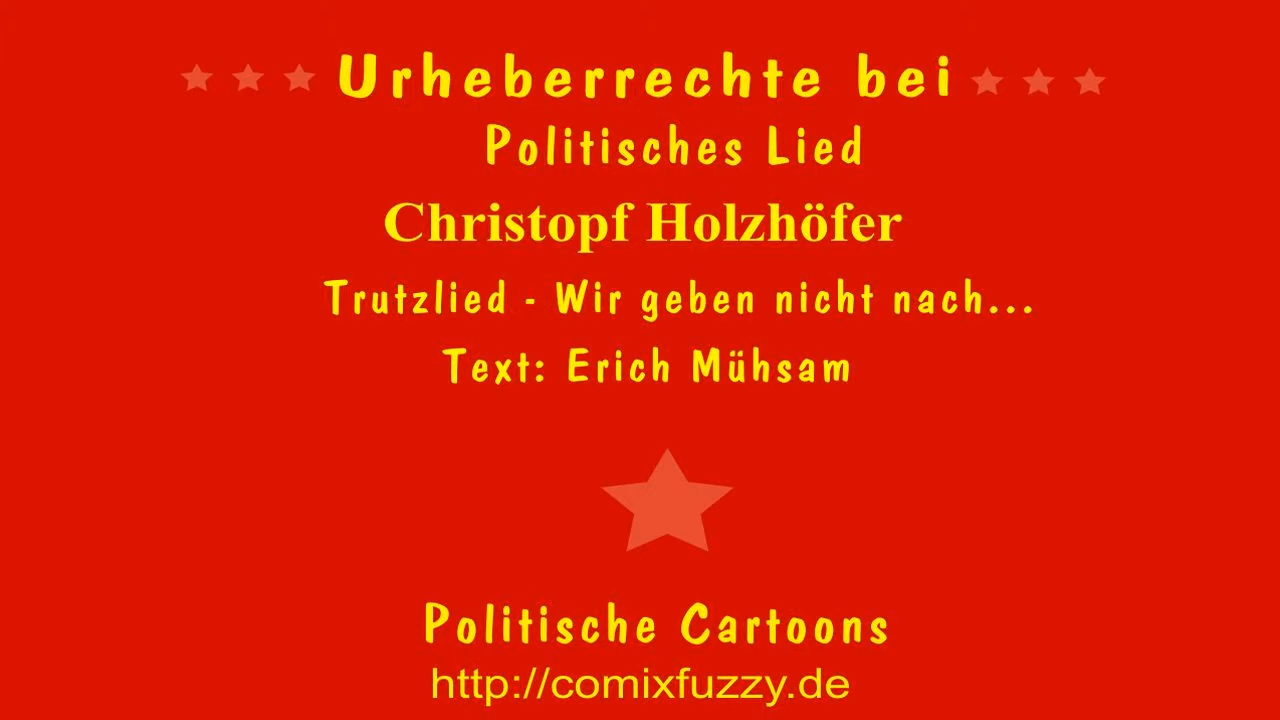 Urheberrechte bei
Politisches Lied
Christopf Holzhöfer
Trutzlied - Wir geben nicht nach...
Text: Erich Mühsam
Politische Cartoons
http://comixfuzzy.de